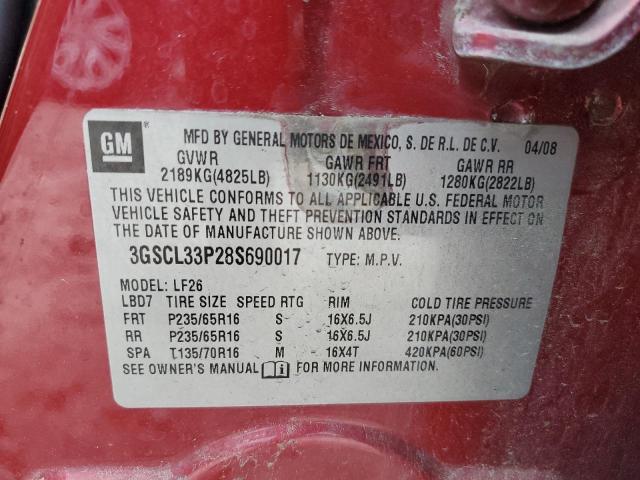 GM
®
MFD BY GENERAL MOTORS DE MEXICO, S. DE R.L. DE C.V. 04/08
GVWR GAWR FRT GAWR RR
2189KG(4825LB) 1130KG(2491LB) 1280KG(2822LB)
THIS VEHICLE CONFORMS TO ALL APPLICABLE U.S. FEDERAL MOTOR
VEHICLE SAFETY AND THEFT PREVENTION STANDARDS IN EFFECT ON
THE DATE OF MANUFACTURE SHOWN ABOVE.
3GSCL33P28S690017 TYPE: M.P.V.
MODEL: LF26
LBD7 TIRE SIZE SPEED RTG RIM COLD TIRE PRESSURE
FRT P235/65R16 S 16X6.5J 210KPA(30PSI)
RR P235/65R16 S 16X6.5J 210KPA(30PSI)
SPA T135/70R16 M 16X4T 420KPA(60PSI)
SEE OWNER'S MANUAL FOR MORE INFORMATION.